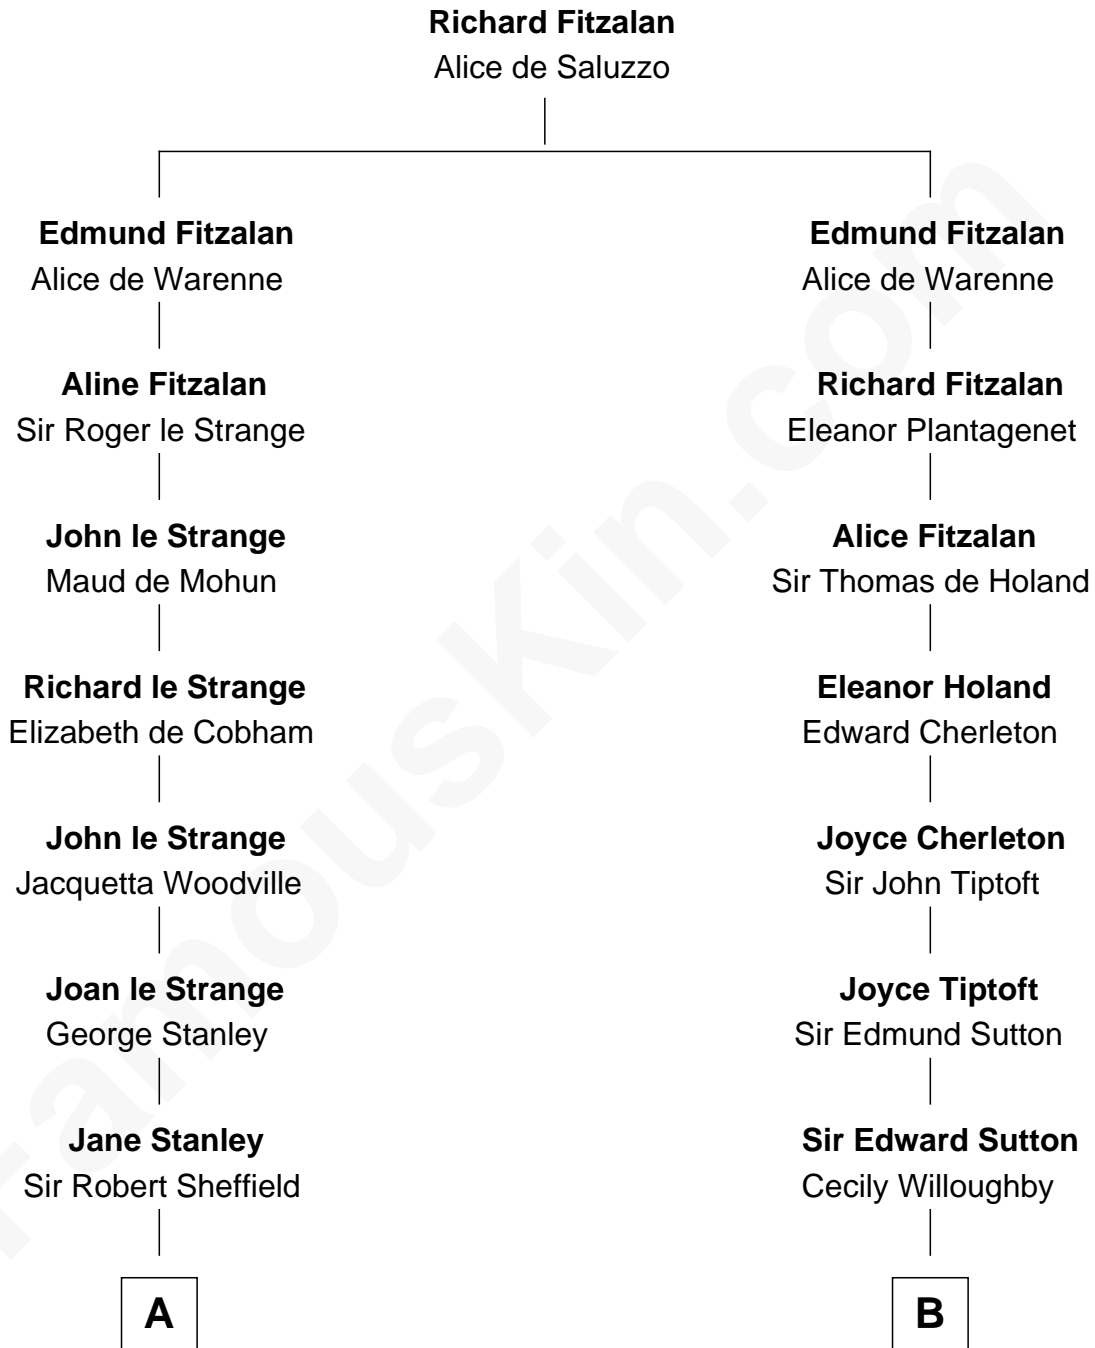 Richard Fitzalan
Alice de Saluzzo
Edmund Fitzalan
Alice de Warenne
Edmund Fitzalan
Alice de Warenne
Aline Fitzalan
Sir Roger le Strange
Richard Fitzalan
Eleanor Plantagenet
John le Strange
Maud de Mohun
Alice Fitzalan
Sir Thomas de Holand
Richard le Strange
Elizabeth de Cobham
Eleanor Holand
Edward Cherleton
John le Strange
Jacquetta Woodville
Joyce Cherleton
Sir John Tiptoft
Joan le Strange
George Stanley
Joyce Tiptoft
Sir Edmund Sutton
Jane Stanley
Sir Robert Sheffield
Sir Edward Sutton
Cecily Willoughby
A
B
FamousKin.com